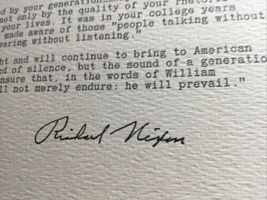 ed by your generation
not only by the quality of your rhetoric
your lives. It was in your college years
made aware of those "people talking without
earing without listening."
ht and will continue to bring to American
d of silence, but the sound of a generatio
nsure that, in the words of William
ll not merely endure: he will prevail."
Richard Nixon